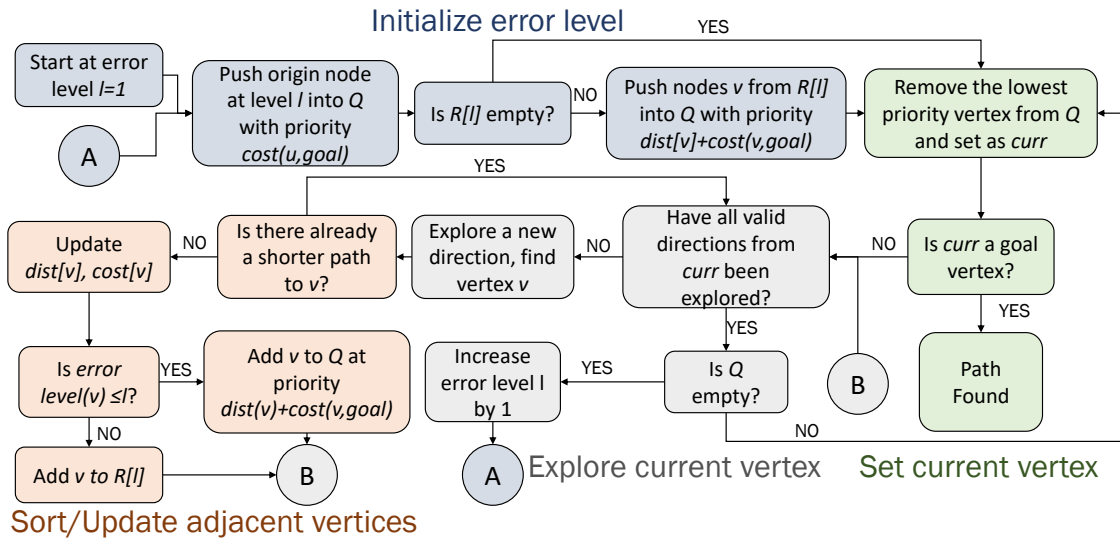 Initialize error level
YES
Start at error
level l=1
Push origin node
at level l into Q
with priority
cost(u,goal)
Is R[l] empty?
NO
Push nodes v from R[l]
into Q with priority
dist[v]+cost(v,goal)
Remove the lowest
priority vertex from Q
and set as curr
A
YES
Update
dist[v], cost[v]
NO
Is there already
a shorter path
to v?
Explore a new
direction, find
vertex v
NO
Have all valid
directions from
curr been
explored?
NO
Is curr a goal
vertex?
YES
YES
Is error
level(v) ≤l?
YES
Add v to Q at
priority
dist(v)+cost(v,goal)
Increase
error level l
by 1
YES
Is Q
empty?
B
Path
Found
NO
NO
Add v to R[l]
B
A
Explore current vertex
Set current vertex
Sort/Update adjacent vertices